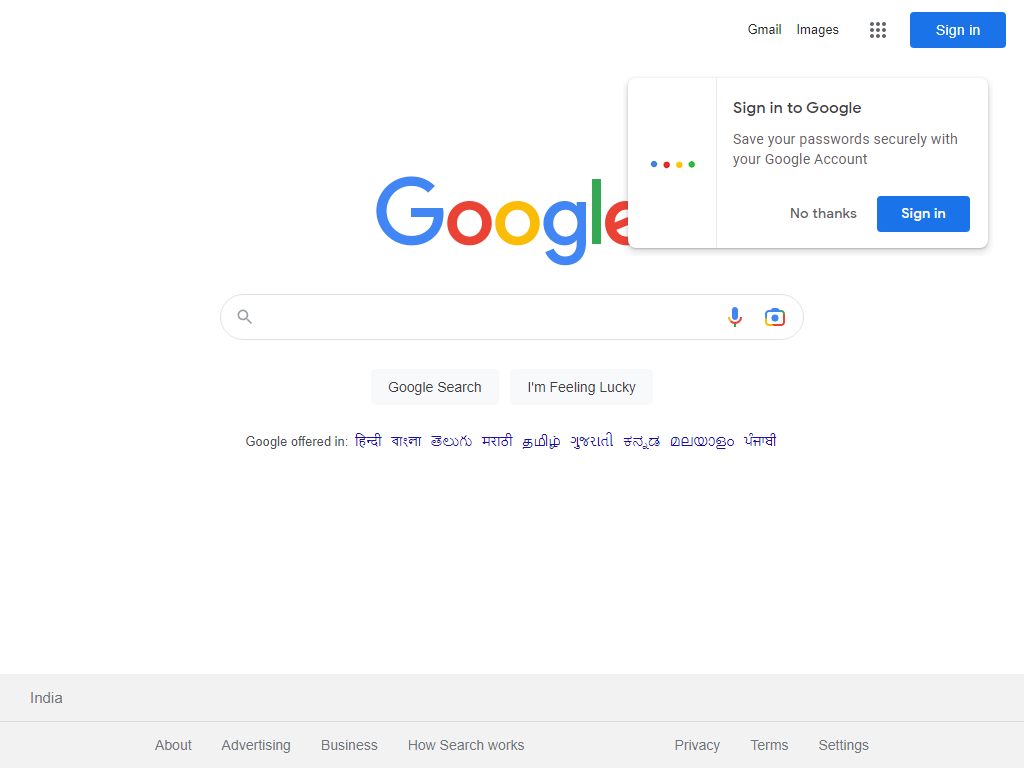 Gmail Images Sign in
Sign in to Google
Save your passwords securely with
your Google Account
No thanks Sign in
Google
Google Search I'm Feeling Lucky
Google offered in: हिन्दी বাংলা తెలుగు मराठी தமிழ் ગુજરાતી ಕನ್ನಡ മലയാളം ਪੰਜਾਬੀ
India
About Advertising Business How Search works Privacy Terms Settings